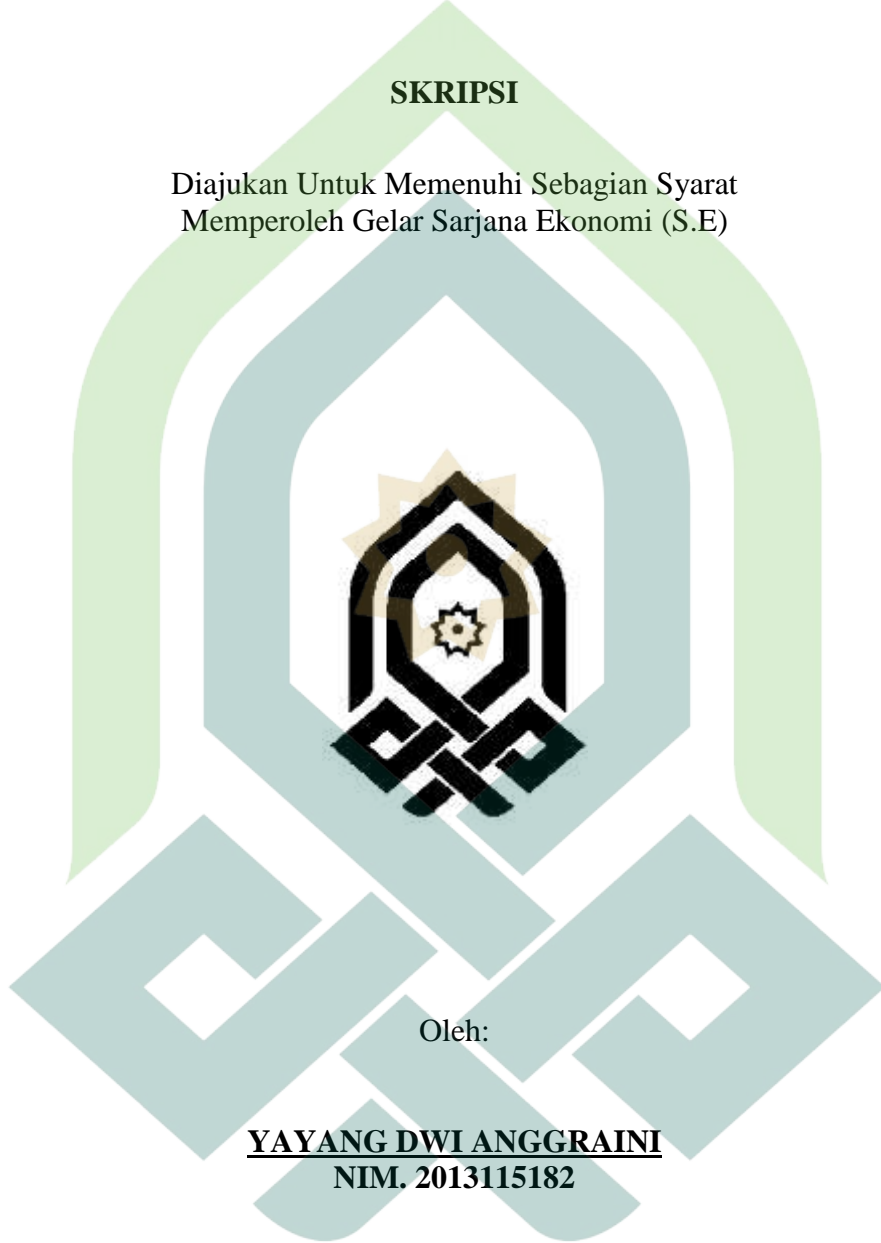 SKRIPSI
Diajukan Untuk Memenuhi Sebagian Syarat
Memperoleh Gelar Sarjana Ekonomi (S.E)
Oleh:
YAYANG DWI ANGGRAINI
NIM. 2013115182